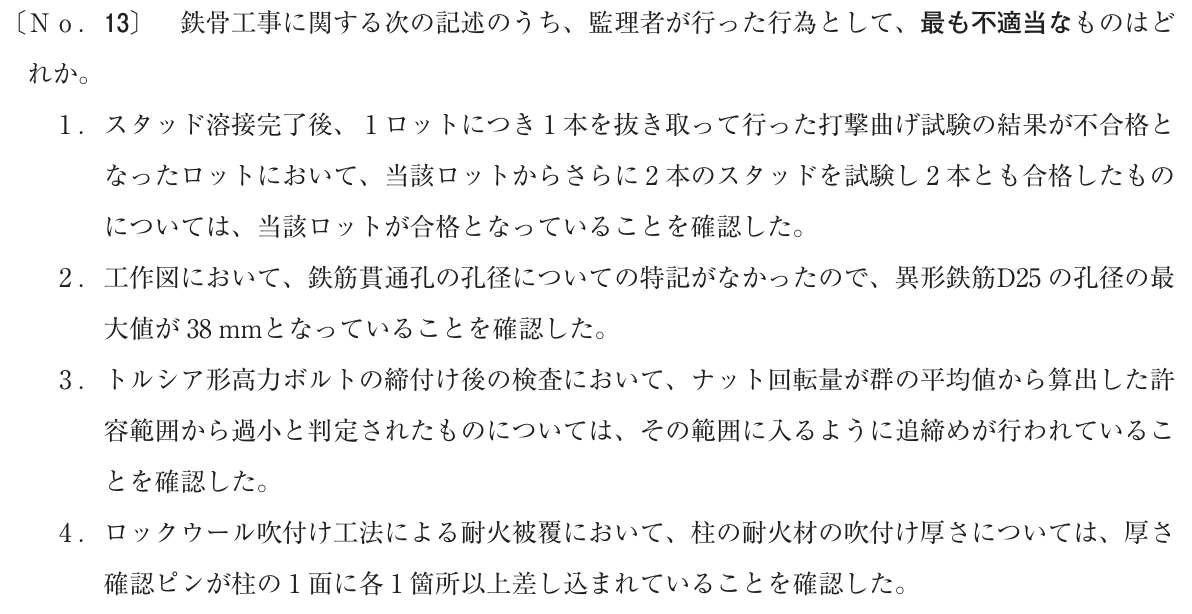 〔Ｎｏ．13〕　鉄骨工事に関する次の記述のうち、監理者が行った行為として、最も不適当なものはど
れか。
１．スタッド溶接完了後、１ロットにつき１本を抜き取って行った打撃曲げ試験の結果が不合格と
なったロットにおいて、当該ロットからさらに２本のスタッドを試験し２本とも合格したもの
については、当該ロットが合格となっていることを確認した。
２．工作図において、鉄筋貫通孔の孔径についての特記がなかったので、異形鉄筋D25 の孔径の最
大値が 38 mmとなっていることを確認した。
３．トルシア形高力ボルトの締付け後の検査において、ナット回転量が群の平均値から算出した許
容範囲から過小と判定されたものについては、その範囲に入るように追締めが行われているこ
とを確認した。
４．ロックウール吹付け工法による耐火被覆において、柱の耐火材の吹付け厚さについては、厚さ
確認ピンが柱の１面に各１箇所以上差し込まれていることを確認した。